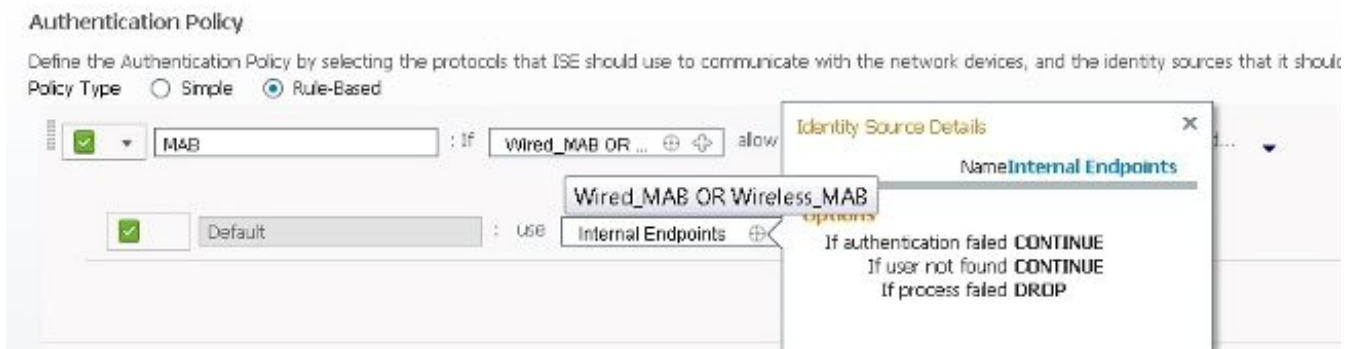 Authentication Policy
Define the Authentication Policy by selecting the protocols that ISE should use to communicate with the network devices, and the identity sources that it should
Policy Type Simple Rule-Based
MAB : If Wired_MAB OR ... allow
Identity Source Details
Name Internal Endpoints
Wired_MAB OR Wireless_MAB
Options
Default : use Internal Endpoints
If authentication failed CONTINUE
If user not found CONTINUE
If process failed DROP